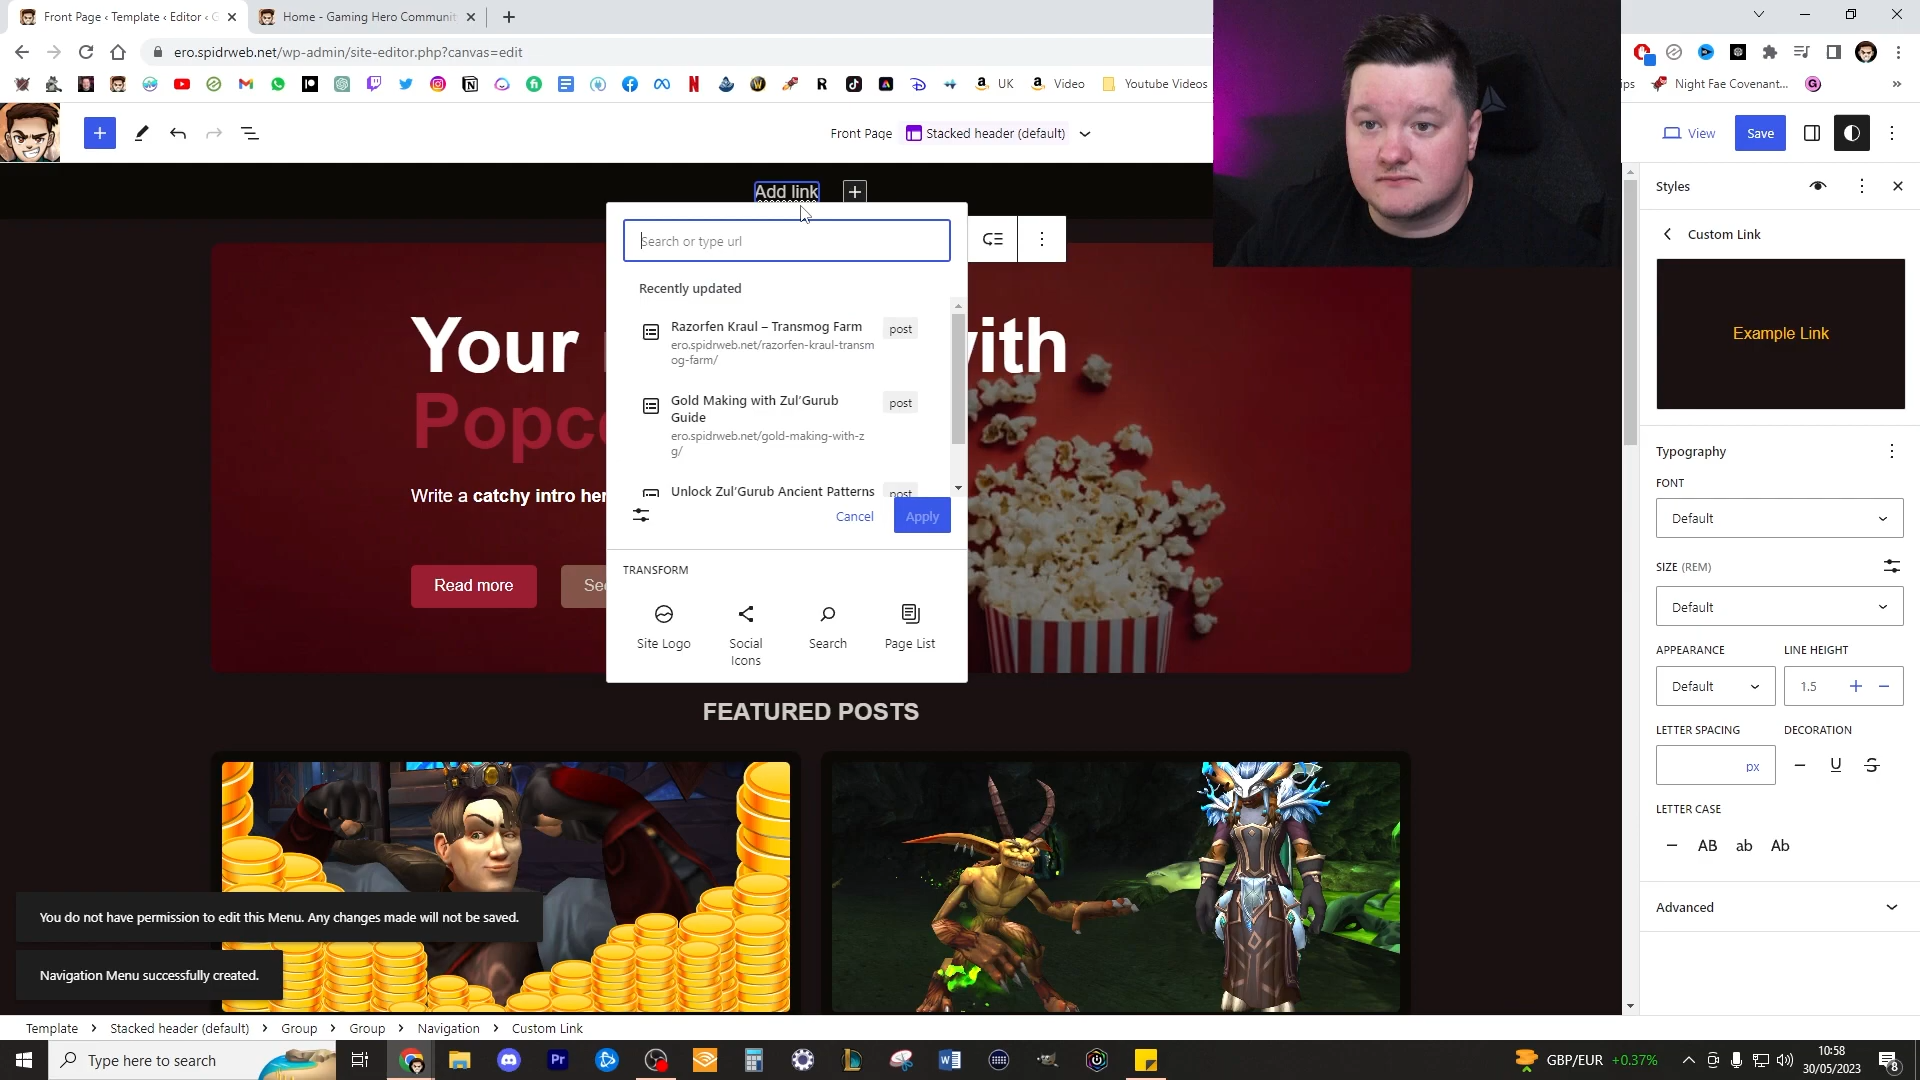 Front Page ‹ Template ‹ Editor ‹ G
Home - Gaming Hero Communit
ero.spidrweb.net/wp-admin/site-editor.php?canvas=edit
UK
Video
Youtube Videos
ips
Night Fae Covenant...
Front Page
Stacked header (default)
View
Save
Add link
Styles
Custom Link
Example Link
Search or type url
Recently updated
Razorfen Kraul – Transmog Farm
post
ero.spidrweb.net/razorfen-kraul-transm
og-farm/
Gold Making with Zul’Gurub
Guide
post
ero.spidrweb.net/gold-making-with-z
g/
Unlock Zul’Gurub Ancient Patterns
post
Cancel
Apply
TRANSFORM
Site Logo
Social
Icons
Search
Page List
Your
with
Popco
Write a catchy intro her
Read more
See
FEATURED POSTS
Typography
FONT
Default
SIZE (REM)
Default
APPEARANCE
LINE HEIGHT
Default
1.5
LETTER SPACING
DECORATION
px
U
S
LETTER CASE
AB
ab
Ab
Advanced
You do not have permission to edit this Menu. Any changes made will not be saved.
Navigation Menu successfully created.
Template
Stacked header (default)
Group
Group
Navigation
Custom Link
Type here to search
GBP/EUR
+0.37%
10:58
30/05/2023
8